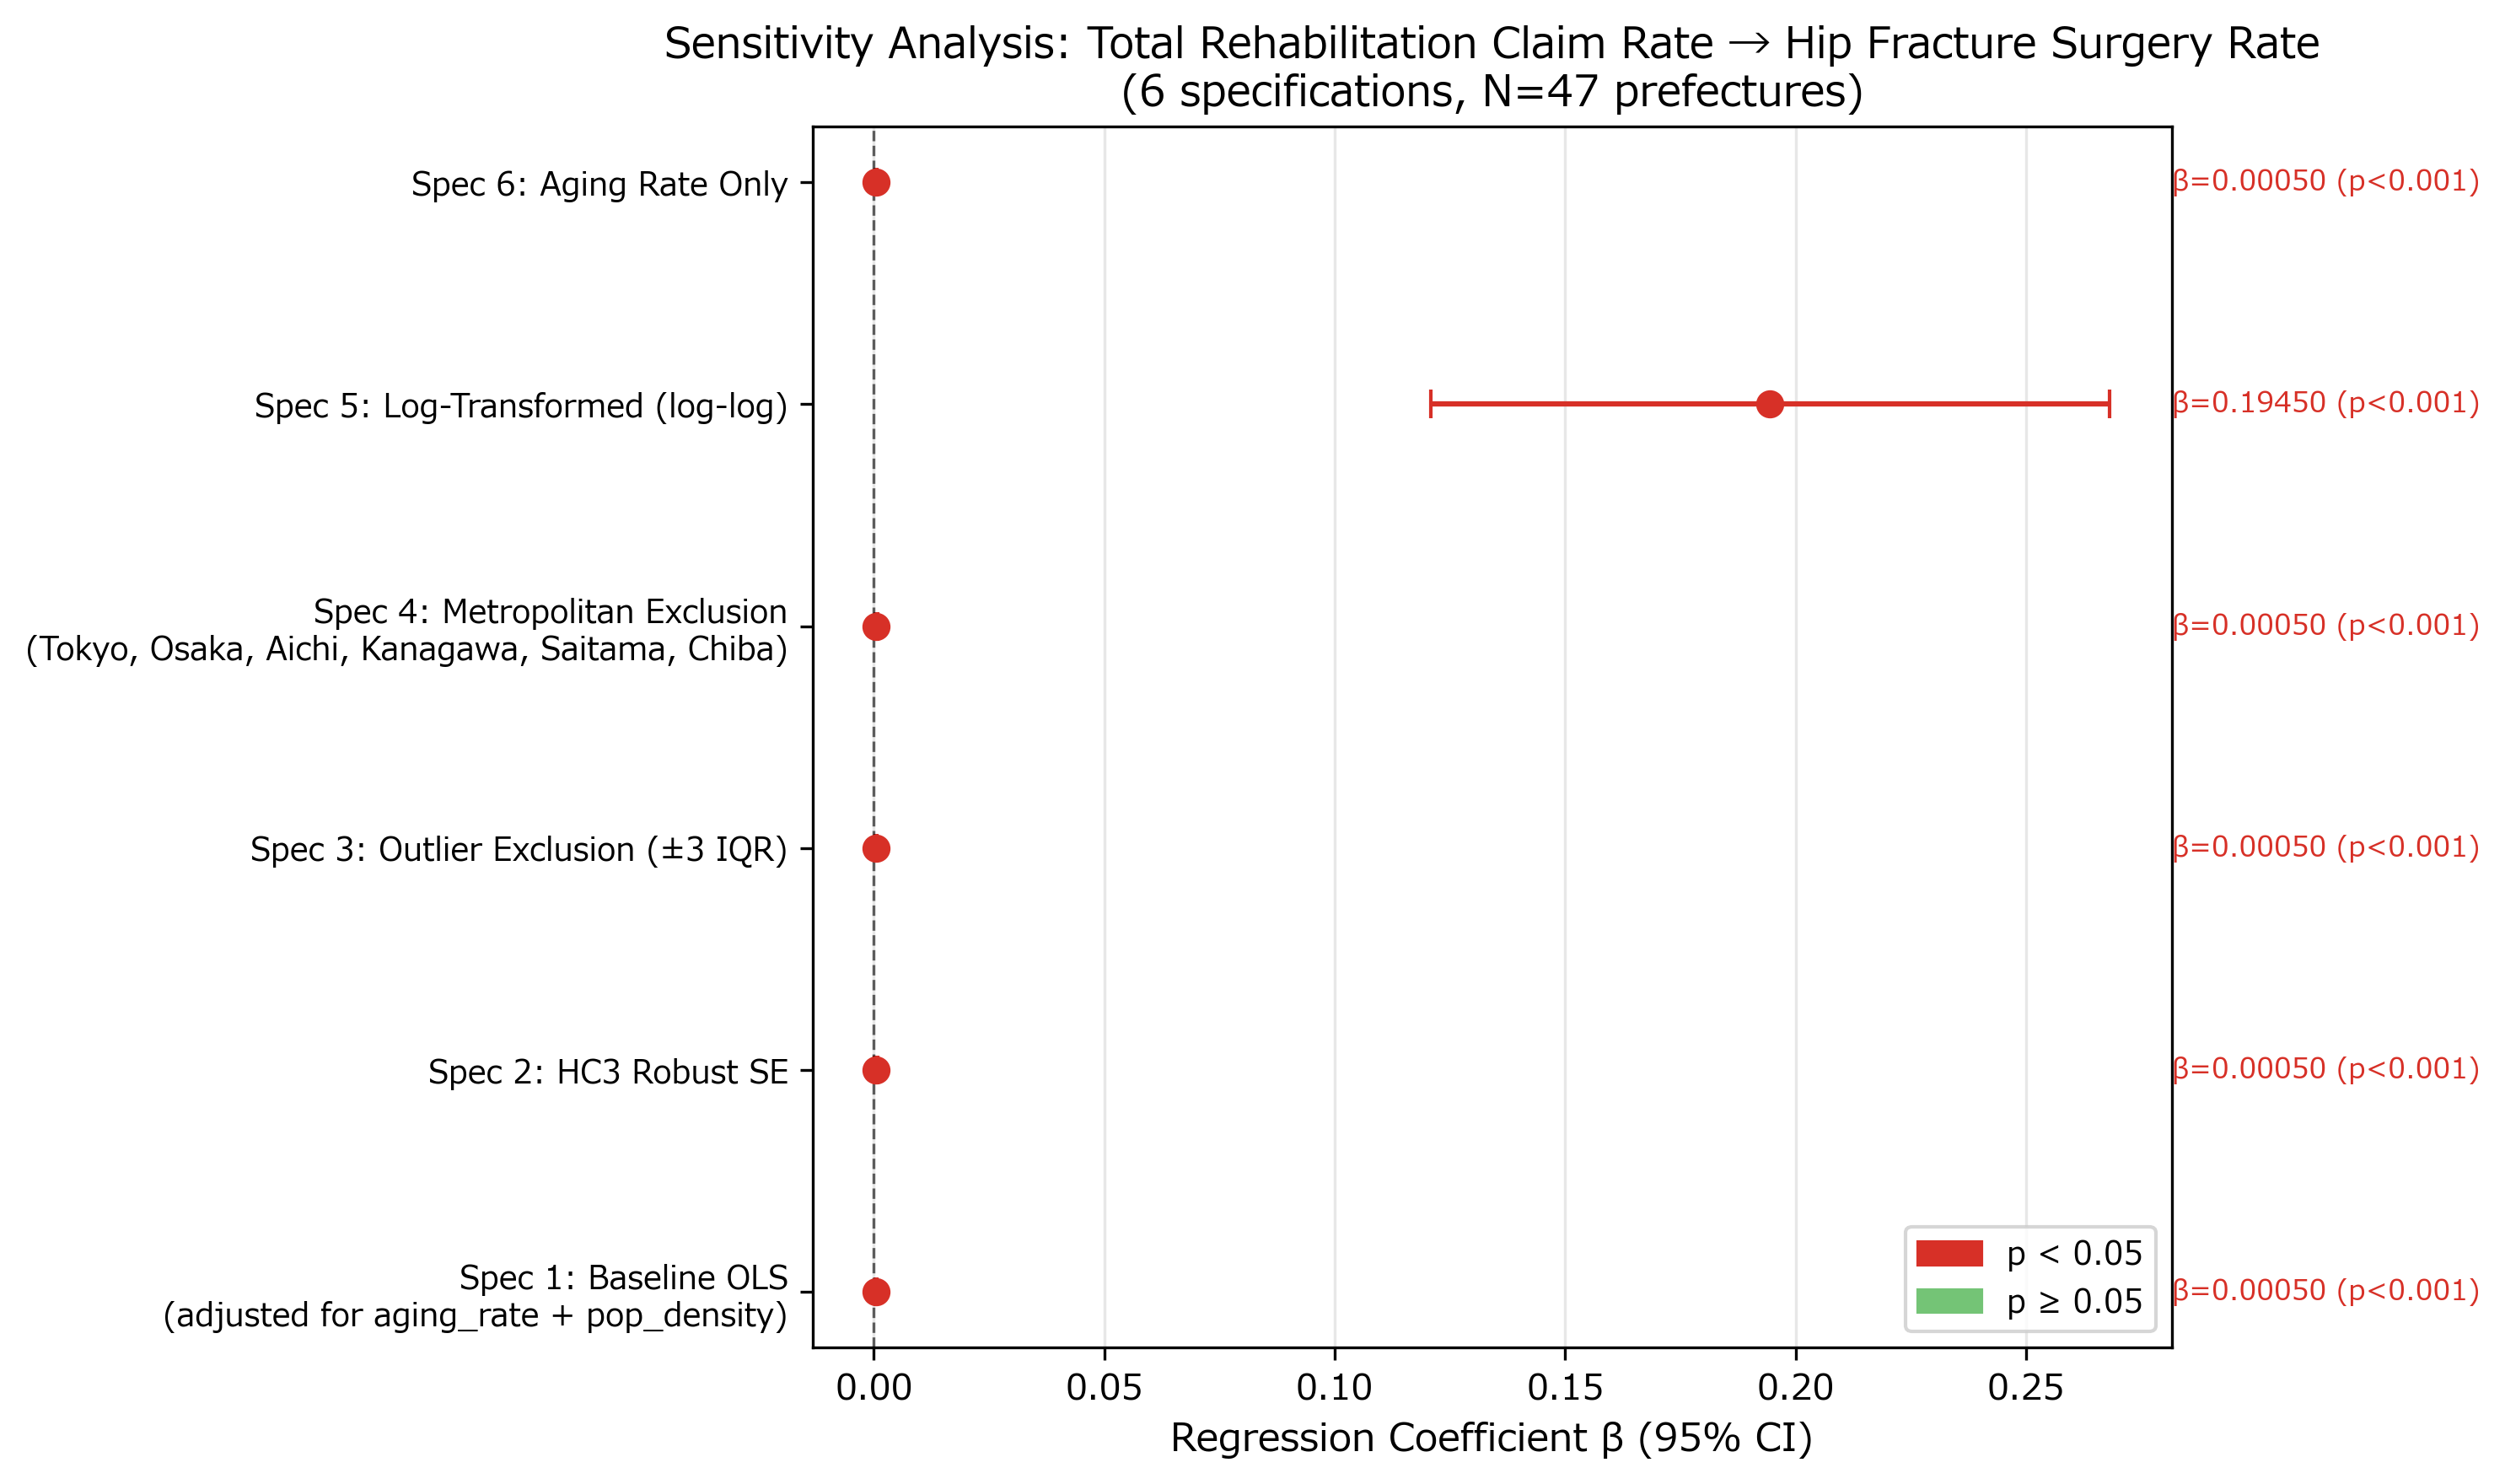 Sensitivity Analysis: Total Rehabilitation Claim Rate → Hip Fracture Surgery Rate
(6 specifications, N=47 prefectures)
Spec 6: Aging Rate Only
β=0.00050 (p<0.001)
Spec 5: Log-Transformed (log-log)
β=0.19450 (p<0.001)
Spec 4: Metropolitan Exclusion
(Tokyo, Osaka, Aichi, Kanagawa, Saitama, Chiba)
β=0.00050 (p<0.001)
Spec 3: Outlier Exclusion (±3 IQR)
β=0.00050 (p<0.001)
Spec 2: HC3 Robust SE
β=0.00050 (p<0.001)
Spec 1: Baseline OLS
(adjusted for aging_rate + pop_density)
β=0.00050 (p<0.001)
p < 0.05
p ≥ 0.05
0.00 0.05 0.10 0.15 0.20 0.25
Regression Coefficient β (95% CI)